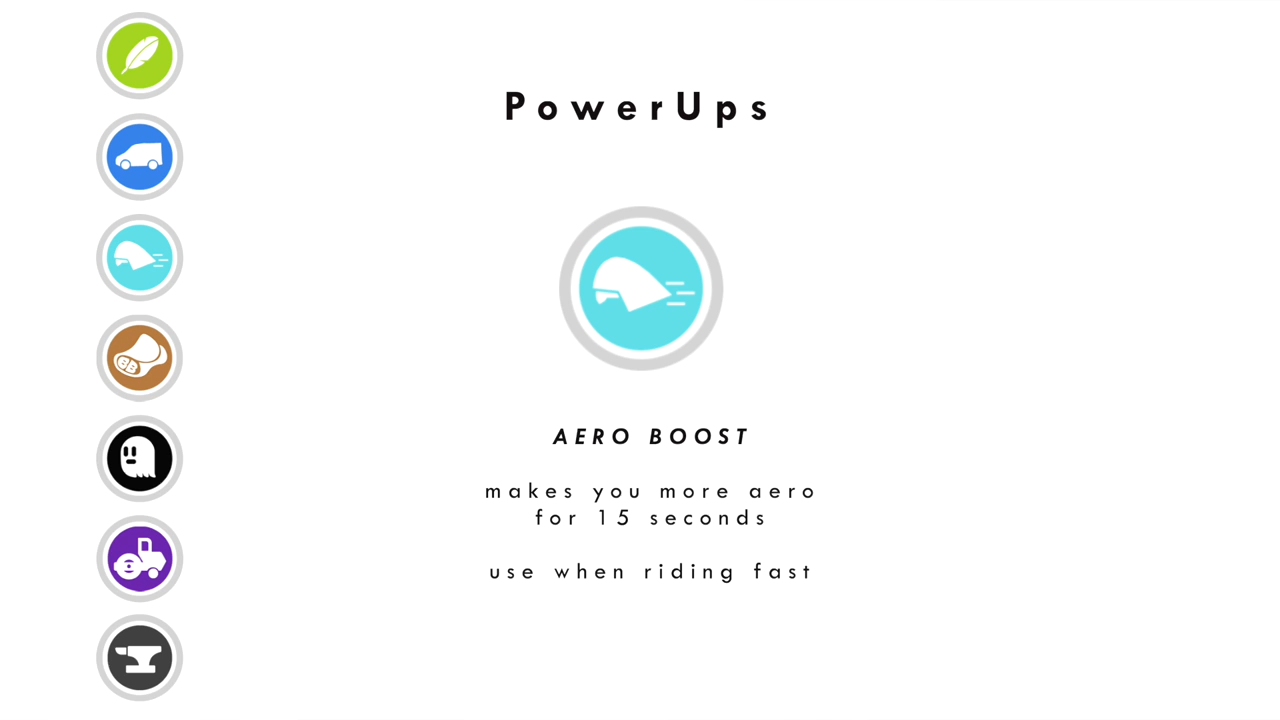 PowerUps
AERO BOOST
makes you more aero
for 15 seconds
use when riding fast